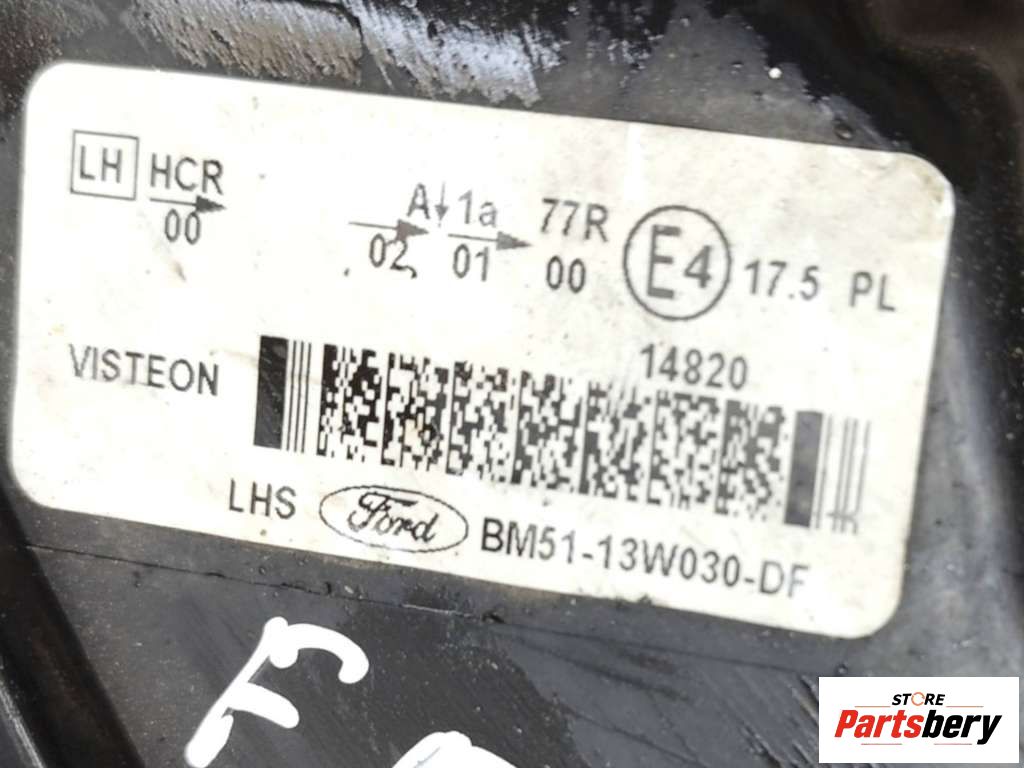 LH HCR A 1a 77R E4 17.5 PL
00 02 01 00
14820
VISTEON
LHS Ford BM51-13W030-DF
STORE
Partsbery